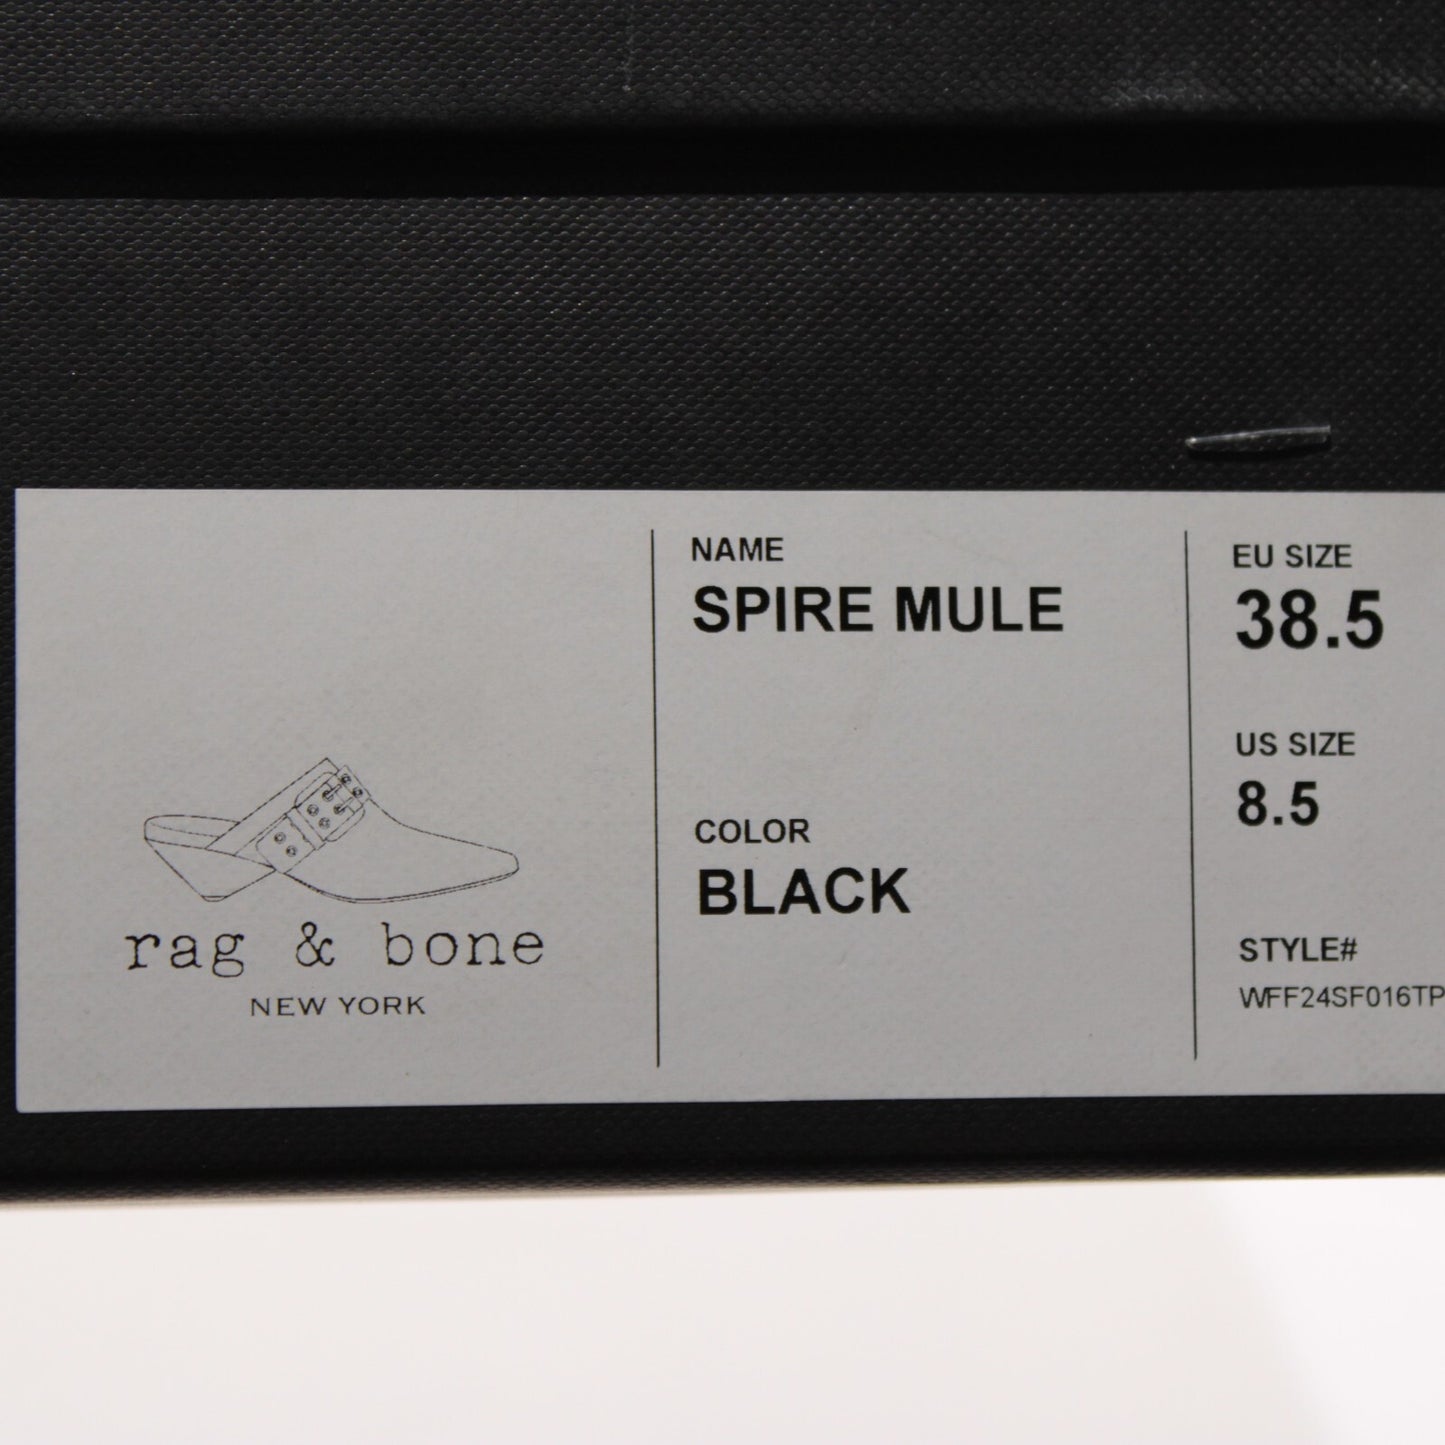 rag & bone
NEW YORK
NAME
SPIRE MULE
COLOR
BLACK
EU SIZE
38.5
US SIZE
8.5
STYLE#
WFF24SF016TP